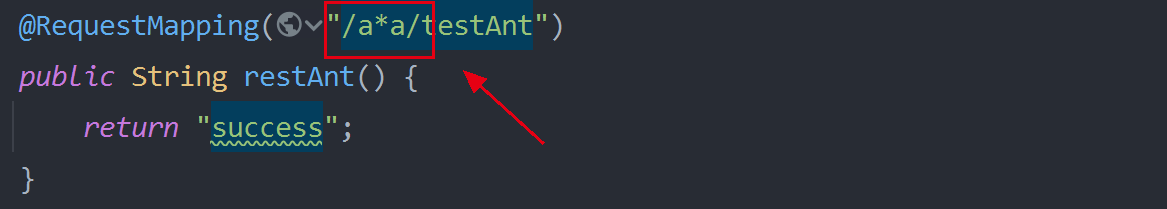 @RequestMapping("/a*a/testAnt")
public String restAnt() {
return "success";
}